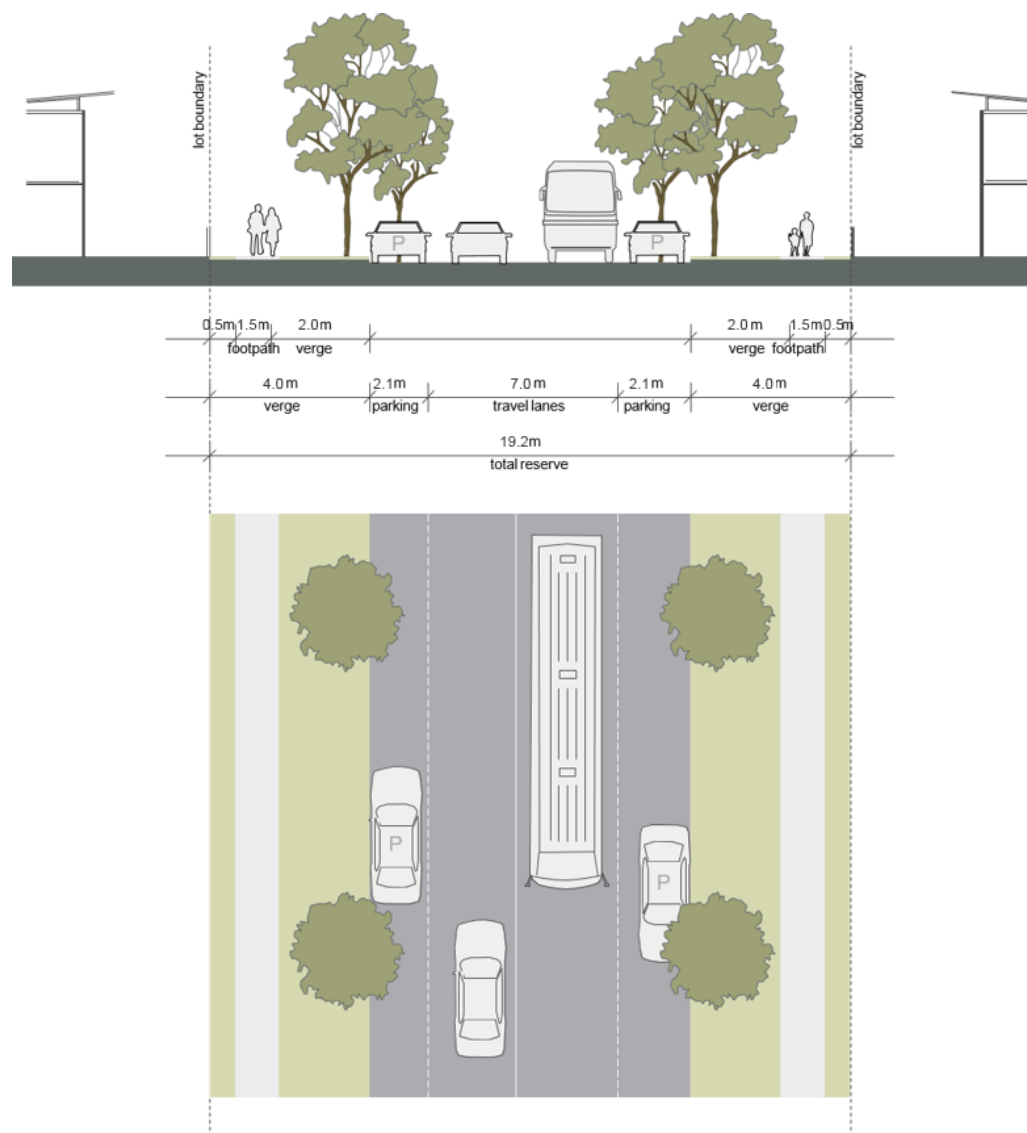 lot boundary
lot boundary
P
P
0.5m 1.5m 2.0m 2.0m 1.5m 0.5m
footpath verge verge footpath
4.0m 2.1m 7.0m 2.1m 4.0m
verge parking travel lanes parking verge
19.2m
total reserve
P
P